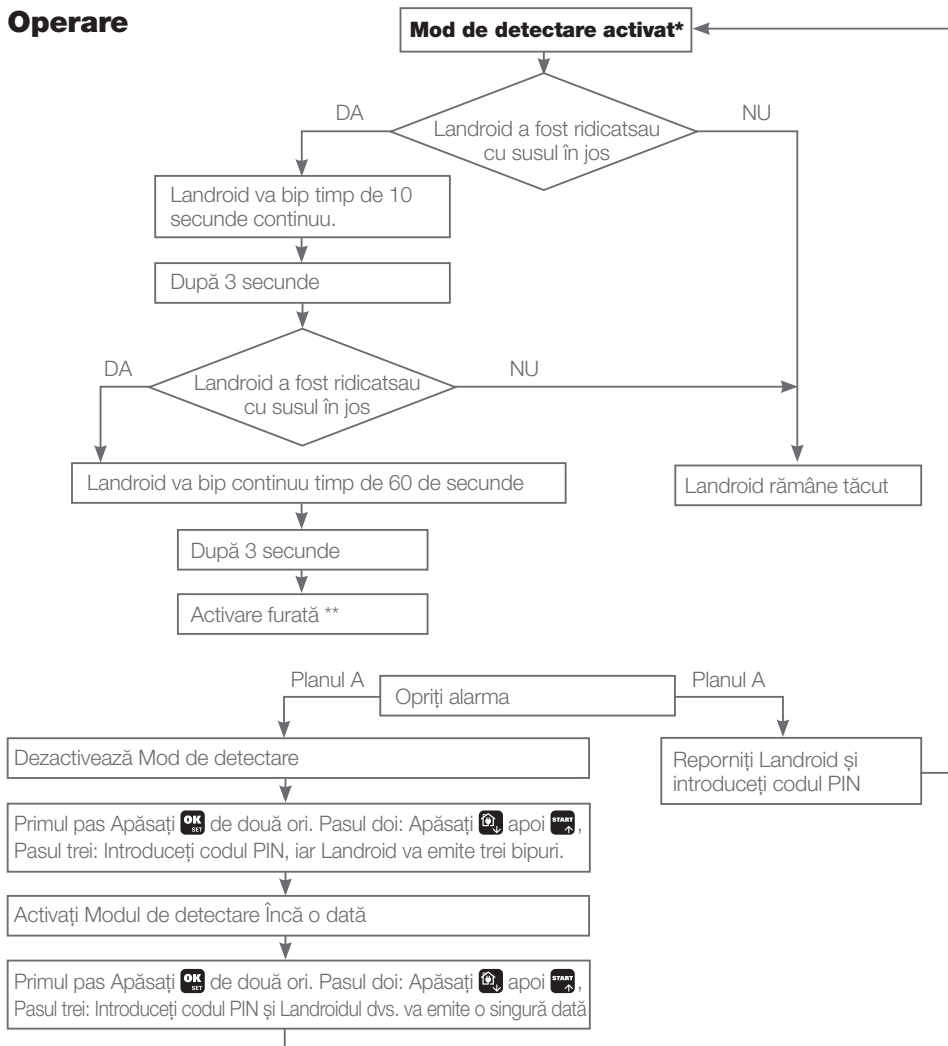 Operare
Mod de detectare activat*
DA
NU
Landroid a fost ridicatsau
cu susul în jos
Landroid va bip timp de 10
secunde continuu.
După 3 secunde
DA
NU
Landroid a fost ridicatsau
cu susul în jos
Landroid va bip continuu timp de 60 de secunde
Landroid rămâne tăcut
După 3 secunde
Activare furată **
Planul A
Opriți alarma
Planul A
Dezactivează Mod de detectare
Reporniți Landroid și
introduceți codul PIN
Primul pas Apăsați OK SET de două ori. Pasul doi: Apăsați apoi START,
Pasul trei: Introduceți codul PIN, iar Landroid va emite trei bipuri.
Activați Modul de detectare Încă o dată
Primul pas Apăsați OK SET de două ori. Pasul doi: Apăsați apoi START,
Pasul trei: Introduceți codul PIN și Landroidul dvs. va emite o singură dată